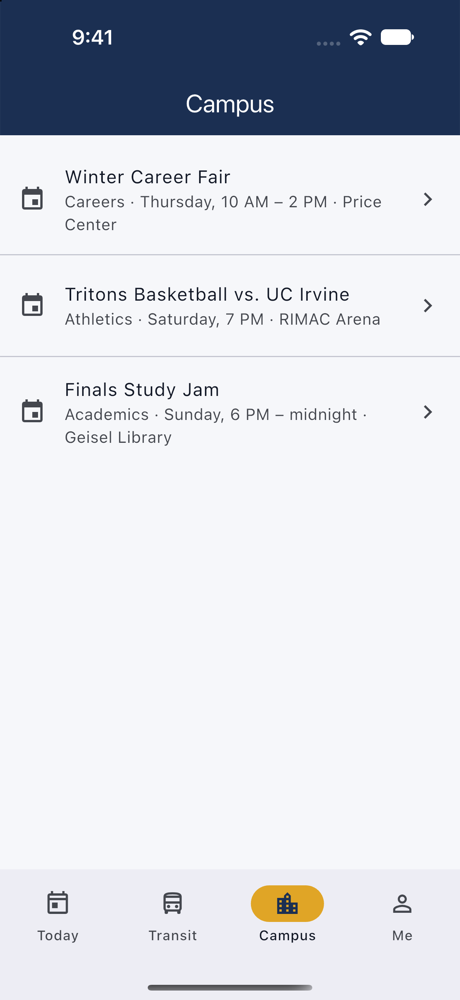 9:41
Campus
Winter Career Fair
Careers · Thursday, 10 AM – 2 PM · Price
Center
Tritons Basketball vs. UC Irvine
Athletics · Saturday, 7 PM · RIMAC Arena
Finals Study Jam
Academics · Sunday, 6 PM – midnight ·
Geisel Library
Today
Transit
Campus
Me